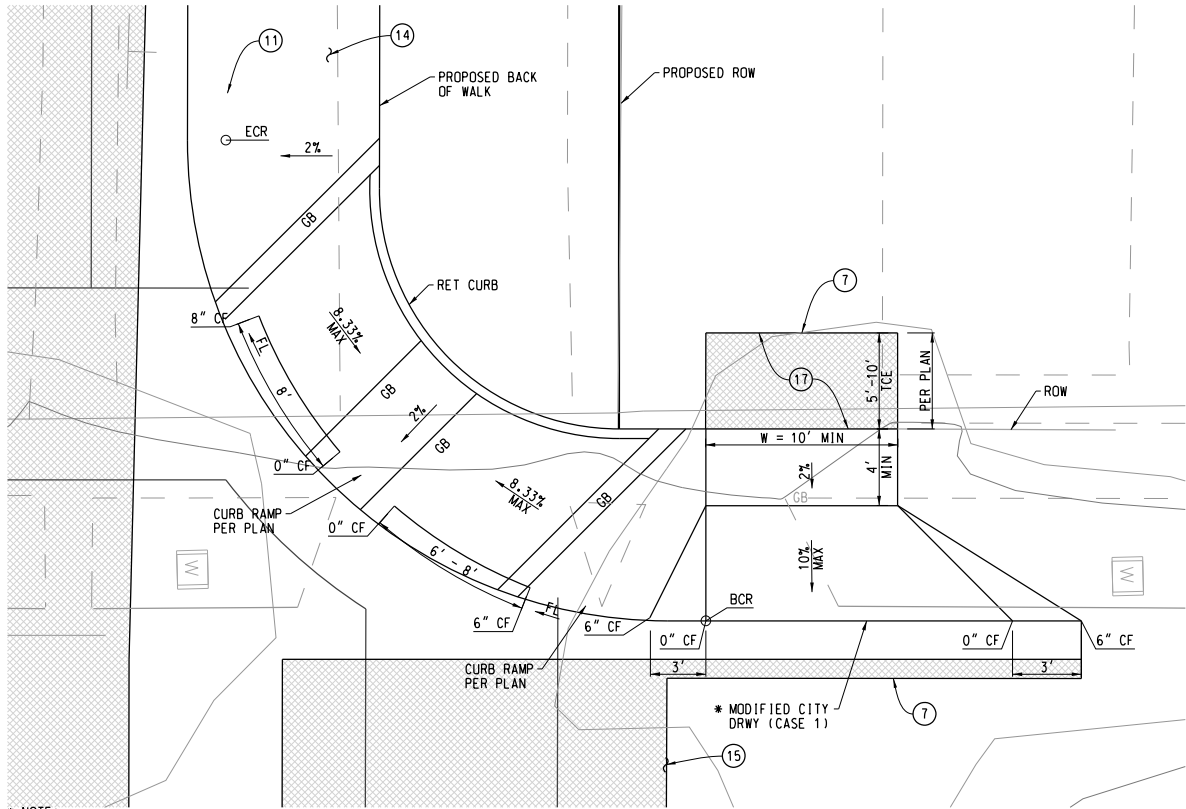 11
14
PROPOSED BACK
OF WALK
PROPOSED ROW
ECR
2%
GB
RET CURB
7
8" CF
8.33%
MAX
FL
8'
17
5'-10'
TCE
PER PLAN
ROW
GB
2%
GB
W = 10' MIN
4'
MIN
2%
GB
0" CF
8.33%
MAX
GB
CURB RAMP
PER PLAN
0" CF
6' - 8'
10%
MAX
W
W
BCR
FL
6" CF
6" CF
0" CF
0" CF
6" CF
CURB RAMP
PER PLAN
3'
3'
* MODIFIED CITY
DRWY (CASE 1)
7
15